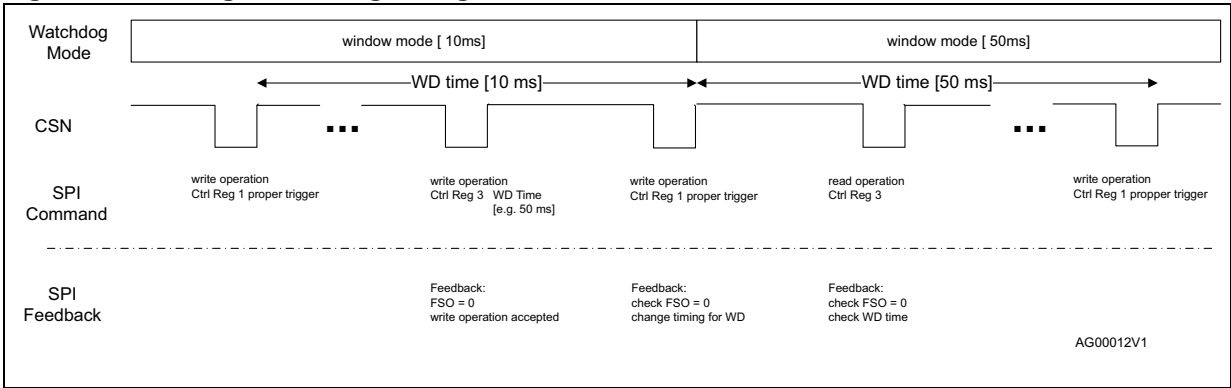 Watchdog
Mode
window mode [ 10ms]
window mode [ 50ms]
WD time [10 ms]
WD time [50 ms]
CSN
...
...
SPI
Command
write operation
Ctrl Reg 1 proper trigger
write operation
Ctrl Reg 3 WD Time
[e.g. 50 ms]
write operation
Ctrl Reg 1 propper trigger
read operation
Ctrl Reg 3
write operation
Ctrl Reg 1 propper trigger
SPI
Feedback
Feedback:
FSO = 0
write operation accepted
Feedback:
check FSO = 0
change timing for WD
Feedback:
check FSO = 0
check WD time
AG00012V1